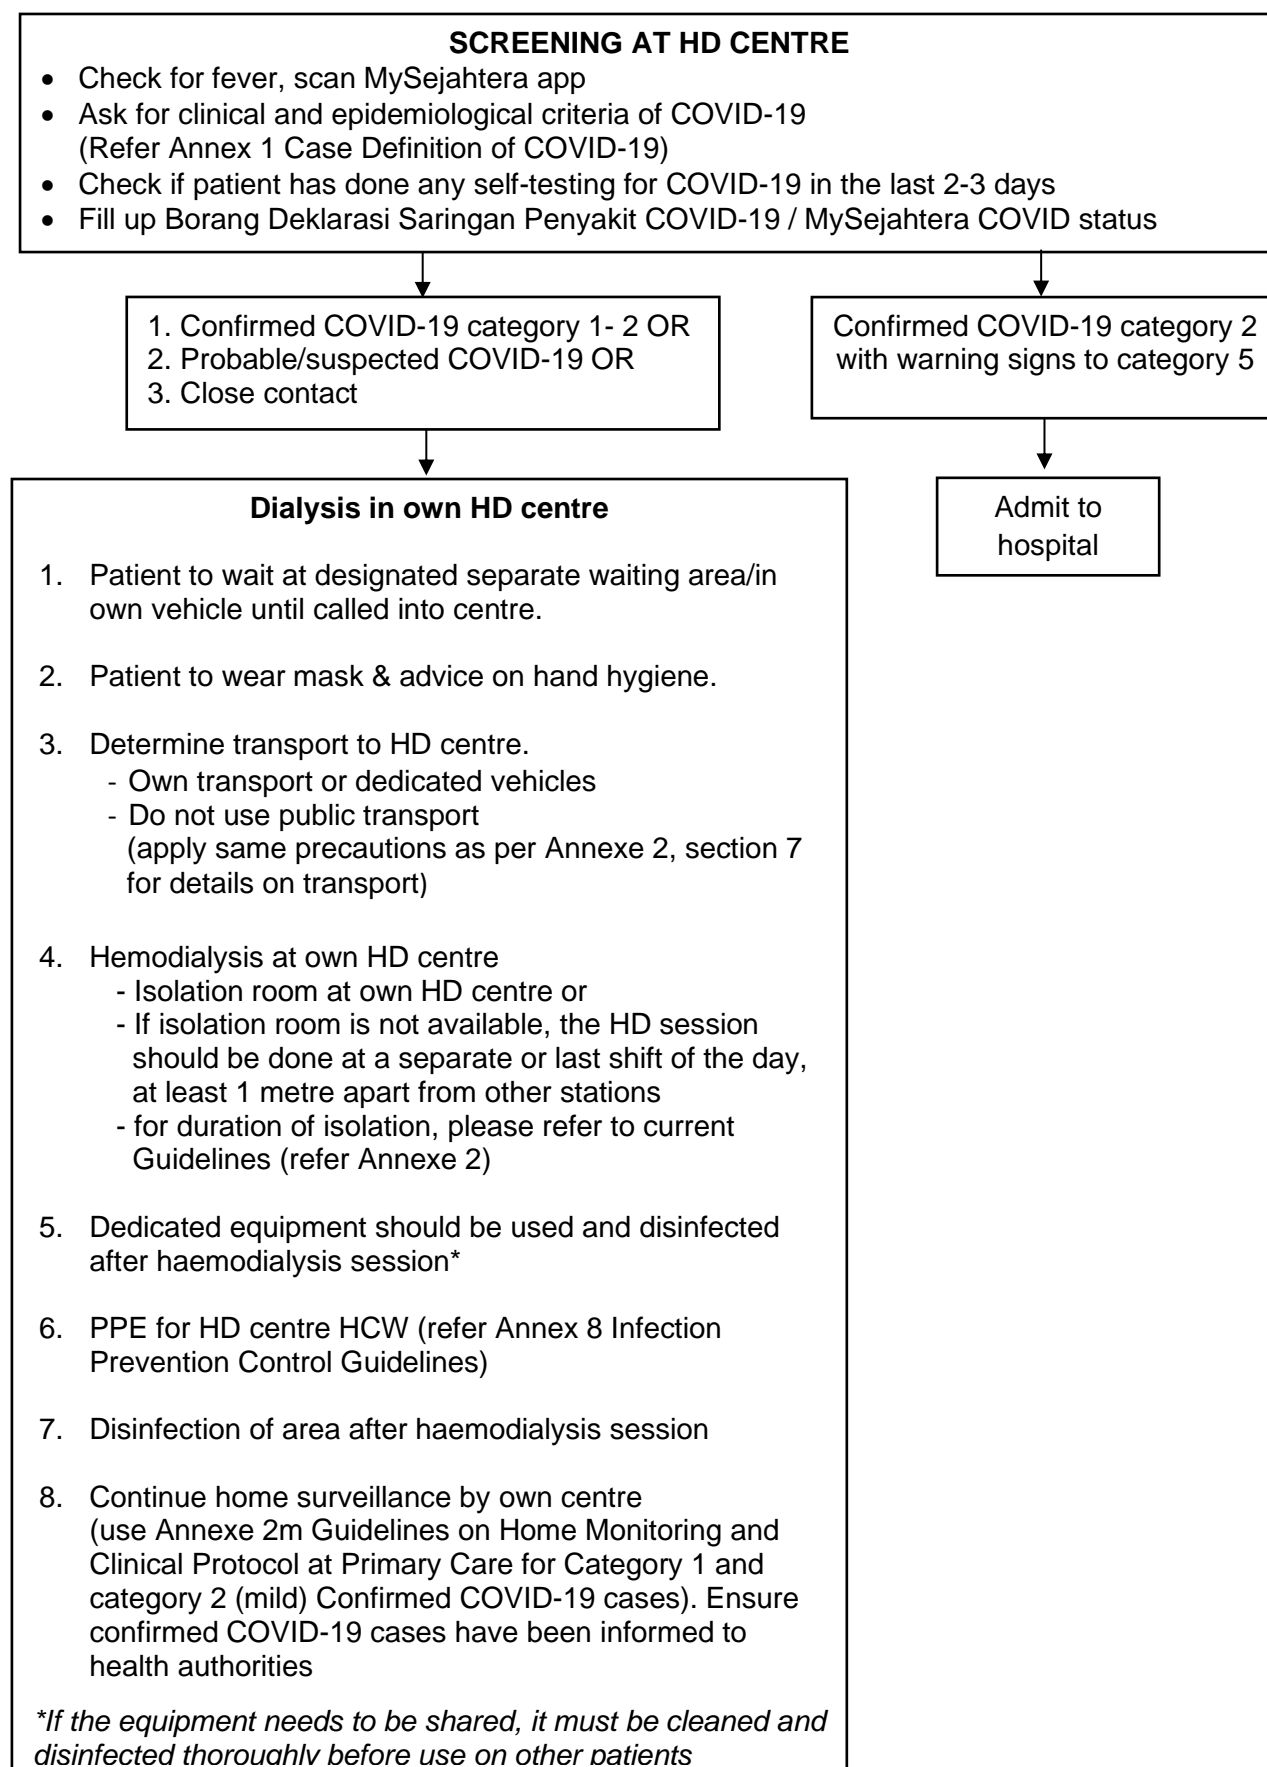 SCREENING AT HD CENTRE
• Check for fever, scan MySejahtera app
• Ask for clinical and epidemiological criteria of COVID-19
(Refer Annex 1 Case Definition of COVID-19)
• Check if patient has done any self-testing for COVID-19 in the last 2-3 days
• Fill up Borang Deklarasi Saringan Penyakit COVID-19 / MySejahtera COVID status
1. Confirmed COVID-19 category 1- 2 OR
2. Probable/suspected COVID-19 OR
3. Close contact
Confirmed COVID-19 category 2
with warning signs to category 5
Admit to
hospital
Dialysis in own HD centre
1. Patient to wait at designated separate waiting area/in
own vehicle until called into centre.
2. Patient to wear mask & advice on hand hygiene.
3. Determine transport to HD centre.
- Own transport or dedicated vehicles
- Do not use public transport
(apply same precautions as per Annexe 2, section 7
for details on transport)
4. Hemodialysis at own HD centre
- Isolation room at own HD centre or
- If isolation room is not available, the HD session
should be done at a separate or last shift of the day,
at least 1 metre apart from other stations
- for duration of isolation, please refer to current
Guidelines (refer Annexe 2)
5. Dedicated equipment should be used and disinfected
after haemodialysis session*
6. PPE for HD centre HCW (refer Annex 8 Infection
Prevention Control Guidelines)
7. Disinfection of area after haemodialysis session
8. Continue home surveillance by own centre
(use Annexe 2m Guidelines on Home Monitoring and
Clinical Protocol at Primary Care for Category 1 and
category 2 (mild) Confirmed COVID-19 cases). Ensure
confirmed COVID-19 cases have been informed to
health authorities
*If the equipment needs to be shared, it must be cleaned and
disinfected thoroughly before use on other patients